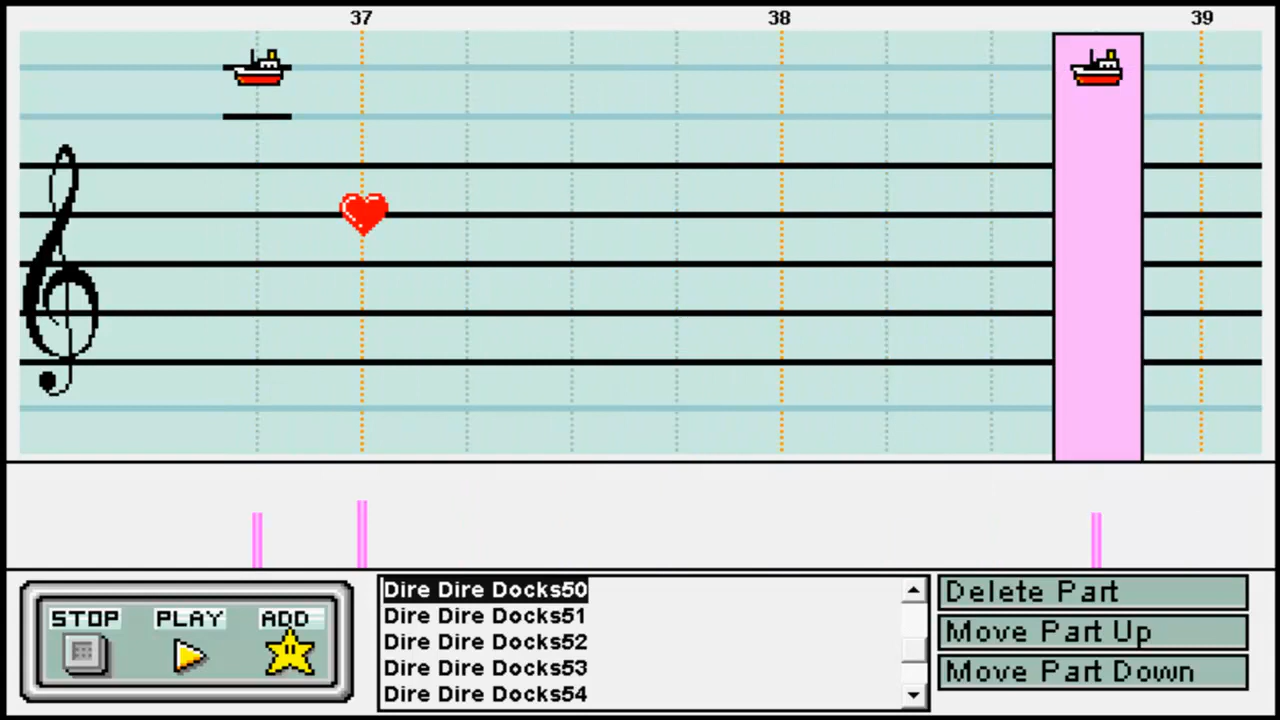 37 38 39
STOP PLAY ADD
Dire Dire Docks50
Dire Dire Docks51
Dire Dire Docks52
Dire Dire Docks53
Dire Dire Docks54
Delete Part
Move Part Up
Move Part Down